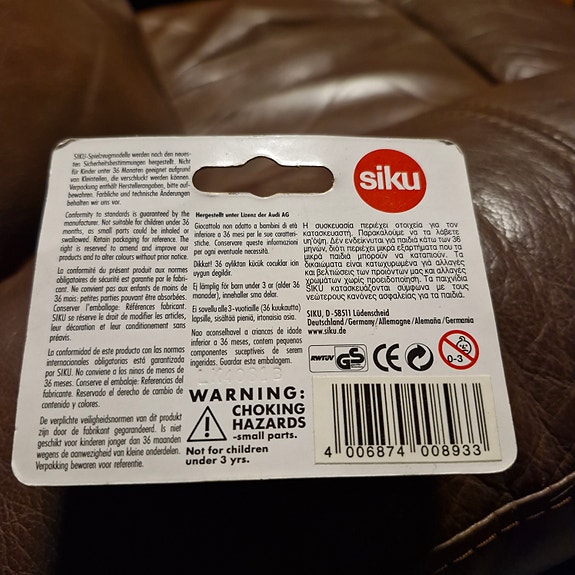 SIKU-Spielzeugmodelle werden nach den neues-
ten Sicherheitsbestimmungen hergestellt. Nicht
für Kinder unter 36 Monaten geeignet aufgrund
von Kleinteilen, die verschluckt werden können.
Verpackung enthält Herstellerangaben, bitte auf-
bewahren. Farbliche und technische Änderungen
behalten wir uns vor.
Conformity to standards is guaranteed by the
manufacturer. Not suitable for children under 36
months, as small parts could be inhaled or
swallowed. Retain packaging for reference. The
right is reserved to amend and improve our
products and to alter colours without prior notice.
La conformité du présent produit aux normes
obligatoires de sécurité est garantie par le fabri-
cant. Ne convient pas aux enfants de moins de
36 mois: petites parties pouvant être absorbées.
Conserver l'emballage: Références fabricant.
SIKU se réserve le droit de modifier les modèles,
leur décoration et leur conditionnement sans
préavis.
La conformidad de este producto con las normas
internacionales obligatorias está garantizada
por SIKU. No conviene a los niños de menos de
36 meses. Conserve el embalaje: Referencias del
fabricante. Reservado el derecho de cambio de
contenido y colores.
De verplichte veiligheidsnormen van dit produkt
zijn door de fabrikant gegarandeerd. Is niet
geschikt voor kinderen jonger dan 36 maanden
wegens de aanwezigheid van kleine onderdelen.
Verpakking bewaren voor referentie.
Hergestellt unter Lizenz der Audi AG
Giocattolo non adatto a bambini di età
inferiore a 36 mesi per le sue caratteri-
stiche. Conservare queste informazioni
per ogni eventuale necessità.
Dikkat! 36 aylıktan küçük cocuklar icin
uygun degildir.
Ej lämplig för barn under 3 år (alder 36
månader), innehallar smo delar.
Ei sovellu alle 3-vuotiaille (36 kuukautta)
lapsille, sisältää pieniä, irtonaisia osia.
Nao aconselhavel a crianças de idade
inferior a 36 meses, contem pequenos
componentes suceptiveis de serem
ingeridas. Guardar esta embalagem.
WARNING:
CHOKING
HAZARDS
-small parts.
Not for children
under 3 yrs.
siku
Η συσκευασία περιέχει στοιχεία για τον
κατασκευαστή. Παρακαλούμε να τα λάβετε
υπ'όψη. Δεν ενδείκνυται για παιδιά κάτω των 36
μηνών, διότι περιέχει μικρά εξαρτήματα που τα
μικρά παιδιά μπορούν να καταπιούν. Τα
δικαιώματα είναι κατοχυρωμένα για αλλαγές
και βελτιώσεις των προϊόντων μας και αλλαγές
χρωμάτων χωρίς προειδοποίηση. Τα παιχνίδια
SIKU κατασκευάζονται σύμφωνα με τους
νεώτερους κανόνες ασφαλείας για τα παιδιά.
SIKU, D - 58511 Lüdenscheid
Deutschland/Germany/Allemagne/Alemaña/Germania
www.siku.de
RWTÜV GS CE 0-3
4 006874 008933